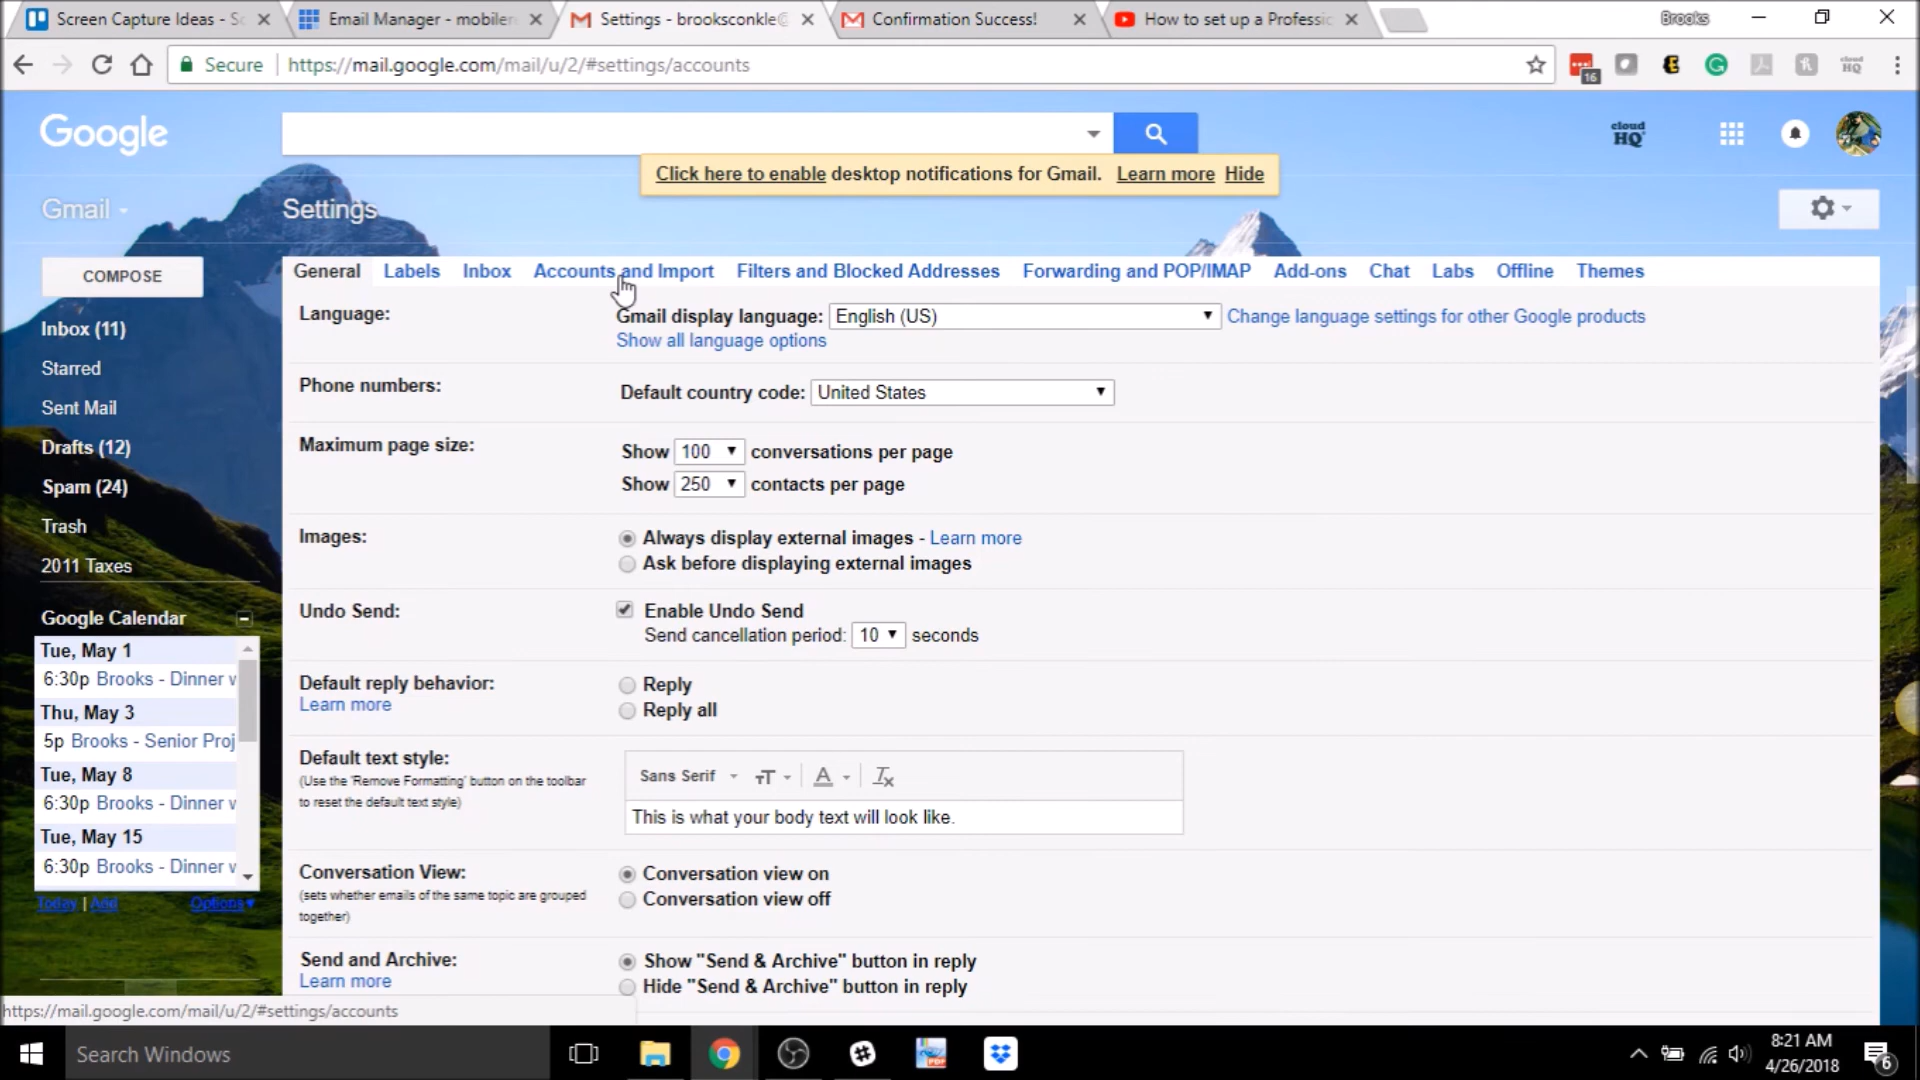 Screen Capture Ideas - Sc
Email Manager - mobilen
Settings - brooksconkle@
Confirmation Success!
How to set up a Professio
Brooks
Secure
https://mail.google.com/mail/u/2/#settings/accounts
16
cloud HQ
Google
cloud
HQ
Click here to enable desktop notifications for Gmail. Learn more Hide
Gmail
Settings
COMPOSE
General Labels Inbox Accounts and Import Filters and Blocked Addresses Forwarding and POP/IMAP Add-ons Chat Labs Offline Themes
Inbox (11)
Starred
Sent Mail
Drafts (12)
Spam (24)
Trash
2011 Taxes
Google Calendar
Tue, May 1
6:30p Brooks - Dinner w
Thu, May 3
5p Brooks - Senior Proj
Tue, May 8
6:30p Brooks - Dinner w
Tue, May 15
6:30p Brooks - Dinner w
Today | Add Options
Language:
Gmail display language: English (US) Change language settings for other Google products
Show all language options
Phone numbers:
Default country code: United States
Maximum page size:
Show 100 conversations per page
Show 250 contacts per page
Images:
Always display external images - Learn more
Ask before displaying external images
Undo Send:
Enable Undo Send
Send cancellation period: 10 seconds
Default reply behavior:
Learn more
Reply
Reply all
Default text style:
(Use the 'Remove Formatting' button on the toolbar
to reset the default text style)
Sans Serif
This is what your body text will look like.
Conversation View:
(sets whether emails of the same topic are grouped
together)
Conversation view on
Conversation view off
Send and Archive:
Learn more
Show "Send & Archive" button in reply
Hide "Send & Archive" button in reply
https://mail.google.com/mail/u/2/#settings/accounts
Search Windows
PDF
8:21 AM
4/26/2018
6